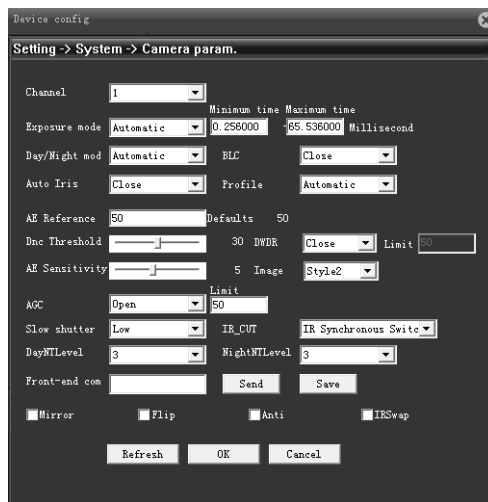 Device config
Setting -> System -> Camera param.
Channel 1
Minimum time Maximum time
Exposure mode Automatic 0.256000 -65.536000 Millisecond
Day/Night mod Automatic BLC Close
Auto Iris Close Profile Automatic
AE Reference 50 Defaults 50
Dnc Threshold 30 DWDR Close Limit 50
AE Sensitivity 5 Image Style2
Limit
AGC Open 50
Slow shutter Low IR_CUT IR Synchronous Switc
DayNTLevel 3 NightNTLevel 3
Front-end com Send Save
Mirror Flip Anti IRSwap
Refresh OK Cancel